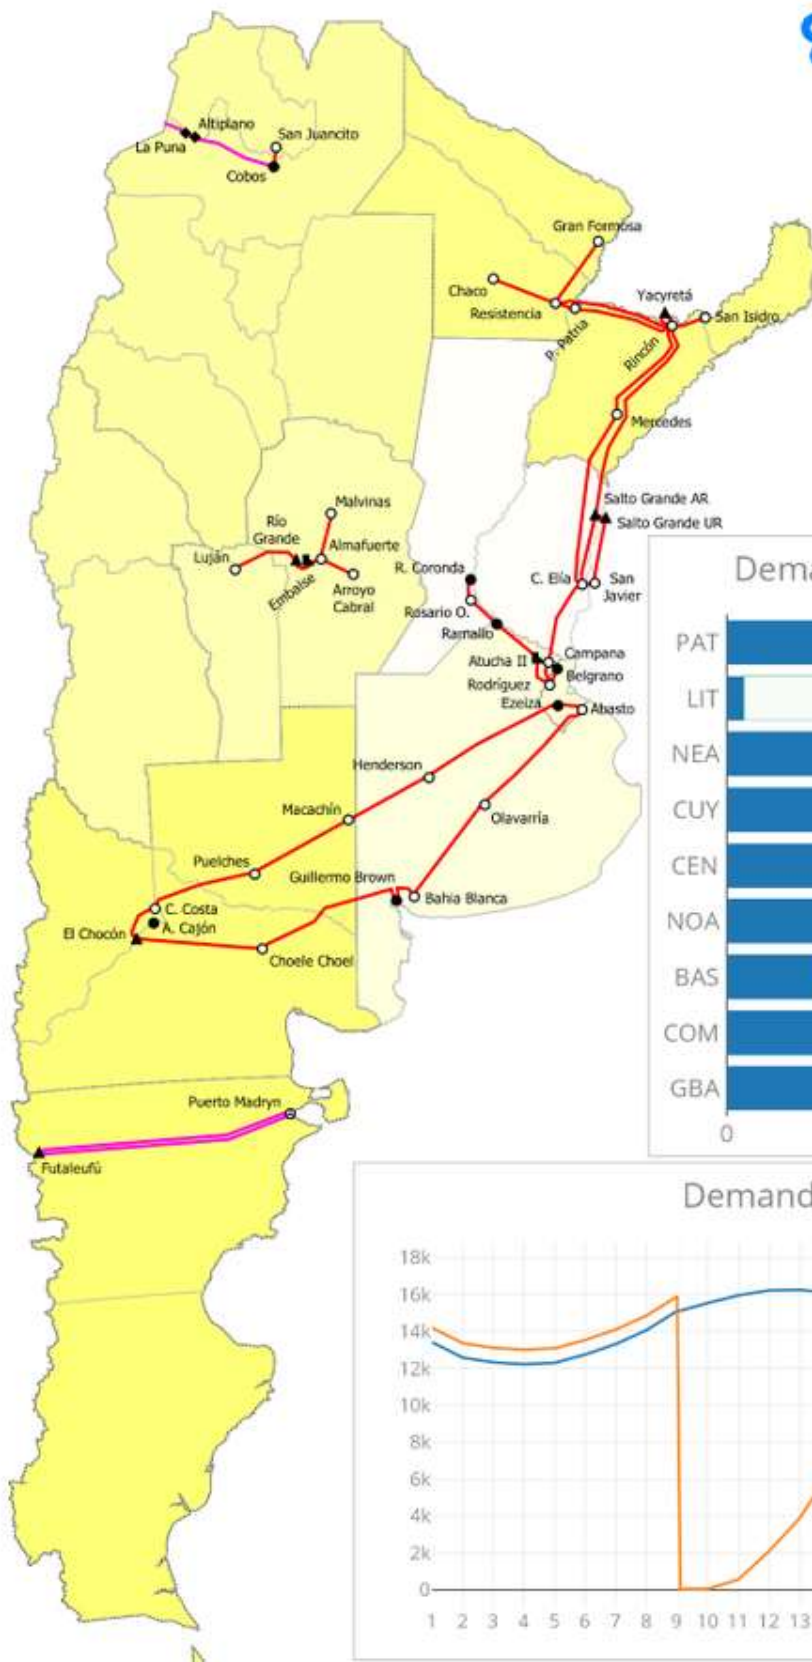 Altiplano
La Puna
San Juancito
Cobos
Gran Formosa
Chaco
Resistencia
P. Patria
Yacyretá
San Isidro
Rincón
Mercedes
Salto Grande AR
Salto Grande UR
Malvinas
Río
Grande
Luján
Almafuerte
Embalse
Arroyo
Cabral
R. Coronda
C. Elía
San
Javier
Rosario O.
Ramallo
Campana
Atucha II
Belgrano
Rodríguez
Ezeiza
Abasto
Henderson
Olavarría
Macachín
Puelches
Guillermo Brown
Bahia Blanca
C. Costa
A. Cajón
El Chocón
Choele Choel
Puerto Madryn
Futaleufú
Dema
PAT
LIT
NEA
CUY
CEN
NOA
BAS
COM
GBA
0
Demand
18k
16k
14k
12k
10k
8k
6k
4k
2k
0
1 2 3 4 5 6 7 8 9 10 11 12 13